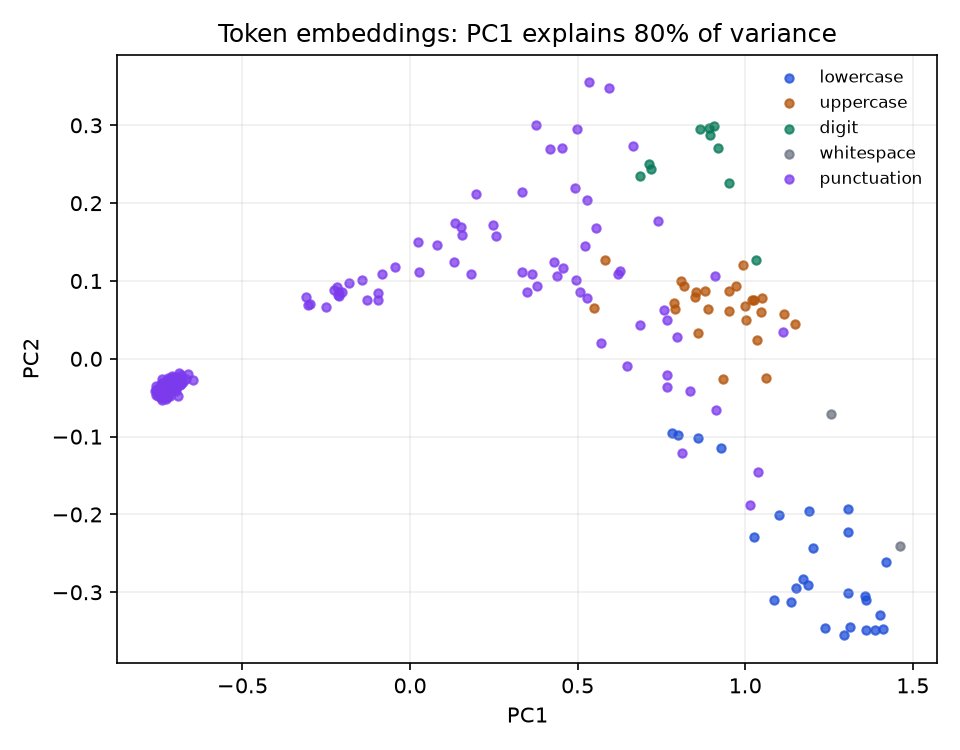 Token embeddings: PC1 explains 80% of variance
lowercase
uppercase
digit
whitespace
punctuation
PC2
0.3
0.2
0.1
0.0
−0.1
−0.2
−0.3
−0.5
0.0
0.5
1.0
1.5
PC1